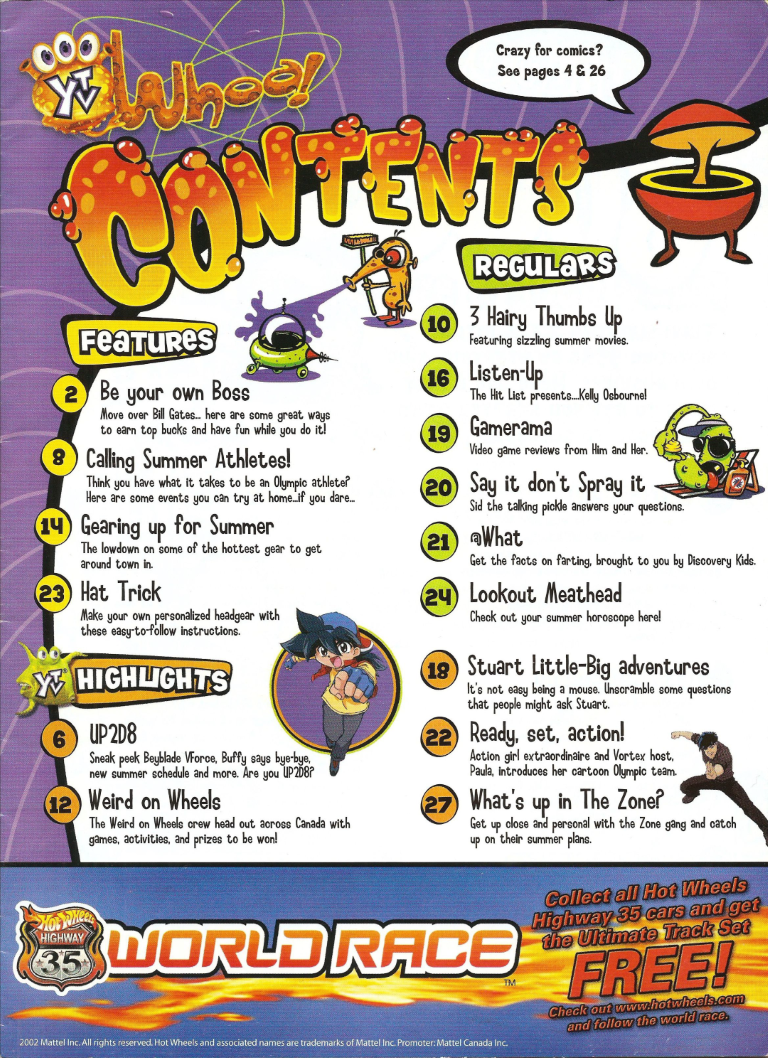 YTV Whoa!
Crazy for comics?
See pages 4 & 26
CONTENTS
FEATURES
2 Be your own Boss
Move over Bill Gates... here are some great ways
to earn top bucks and have fun while you do it!
8 Calling Summer Athletes!
Think you have what it takes to be an Olympic athlete?
Here are some events you can try at home...if you dare...
14 Gearing up for Summer
The lowdown on some of the hottest gear to get
around town in.
23 Hat Trick
Make your own personalized headgear with
these easy-to-follow instructions.
YTV HIGHLIGHTS
6 UP2D8
Sneak peek Beyblade VForce, Buffy says bye-bye,
new summer schedule and more. Are you UP2D8?
12 Weird on Wheels
The Weird on Wheels crew head out across Canada with
games, activities, and prizes to be won!
REGULARS
10 3 Hairy Thumbs Up
Featuring sizzling summer movies.
16 Listen-Up
The Hit List presents....Kelly Osbourne!
19 Gamerama
Video game reviews from Him and Her.
20 Say it don't Spray it
Sid the talking pickle answers your questions.
21 @What
Get the facts on farting, brought to you by Discovery Kids.
24 Lookout Meathead
Check out your summer horoscope here!
18 Stuart Little-Big adventures
It's not easy being a mouse. Unscramble some questions
that people might ask Stuart.
22 Ready, set, action!
Action girl extraordinaire and Vortex host,
Paula, introduces her cartoon Olympic team.
27 What's up in The Zone?
Get up close and personal with the Zone gang and catch
up on their summer plans.
Hot Wheels
HIGHWAY
35
WORLD RACE TM
Collect all Hot Wheels
Highway 35 cars and get
the Ultimate Track Set
FREE!
Check out www.hotwheels.com
and follow the world race.
2002 Mattel Inc. All rights reserved. Hot Wheels and associated names are trademarks of Mattel Inc. Promoter: Mattel Canada Inc.